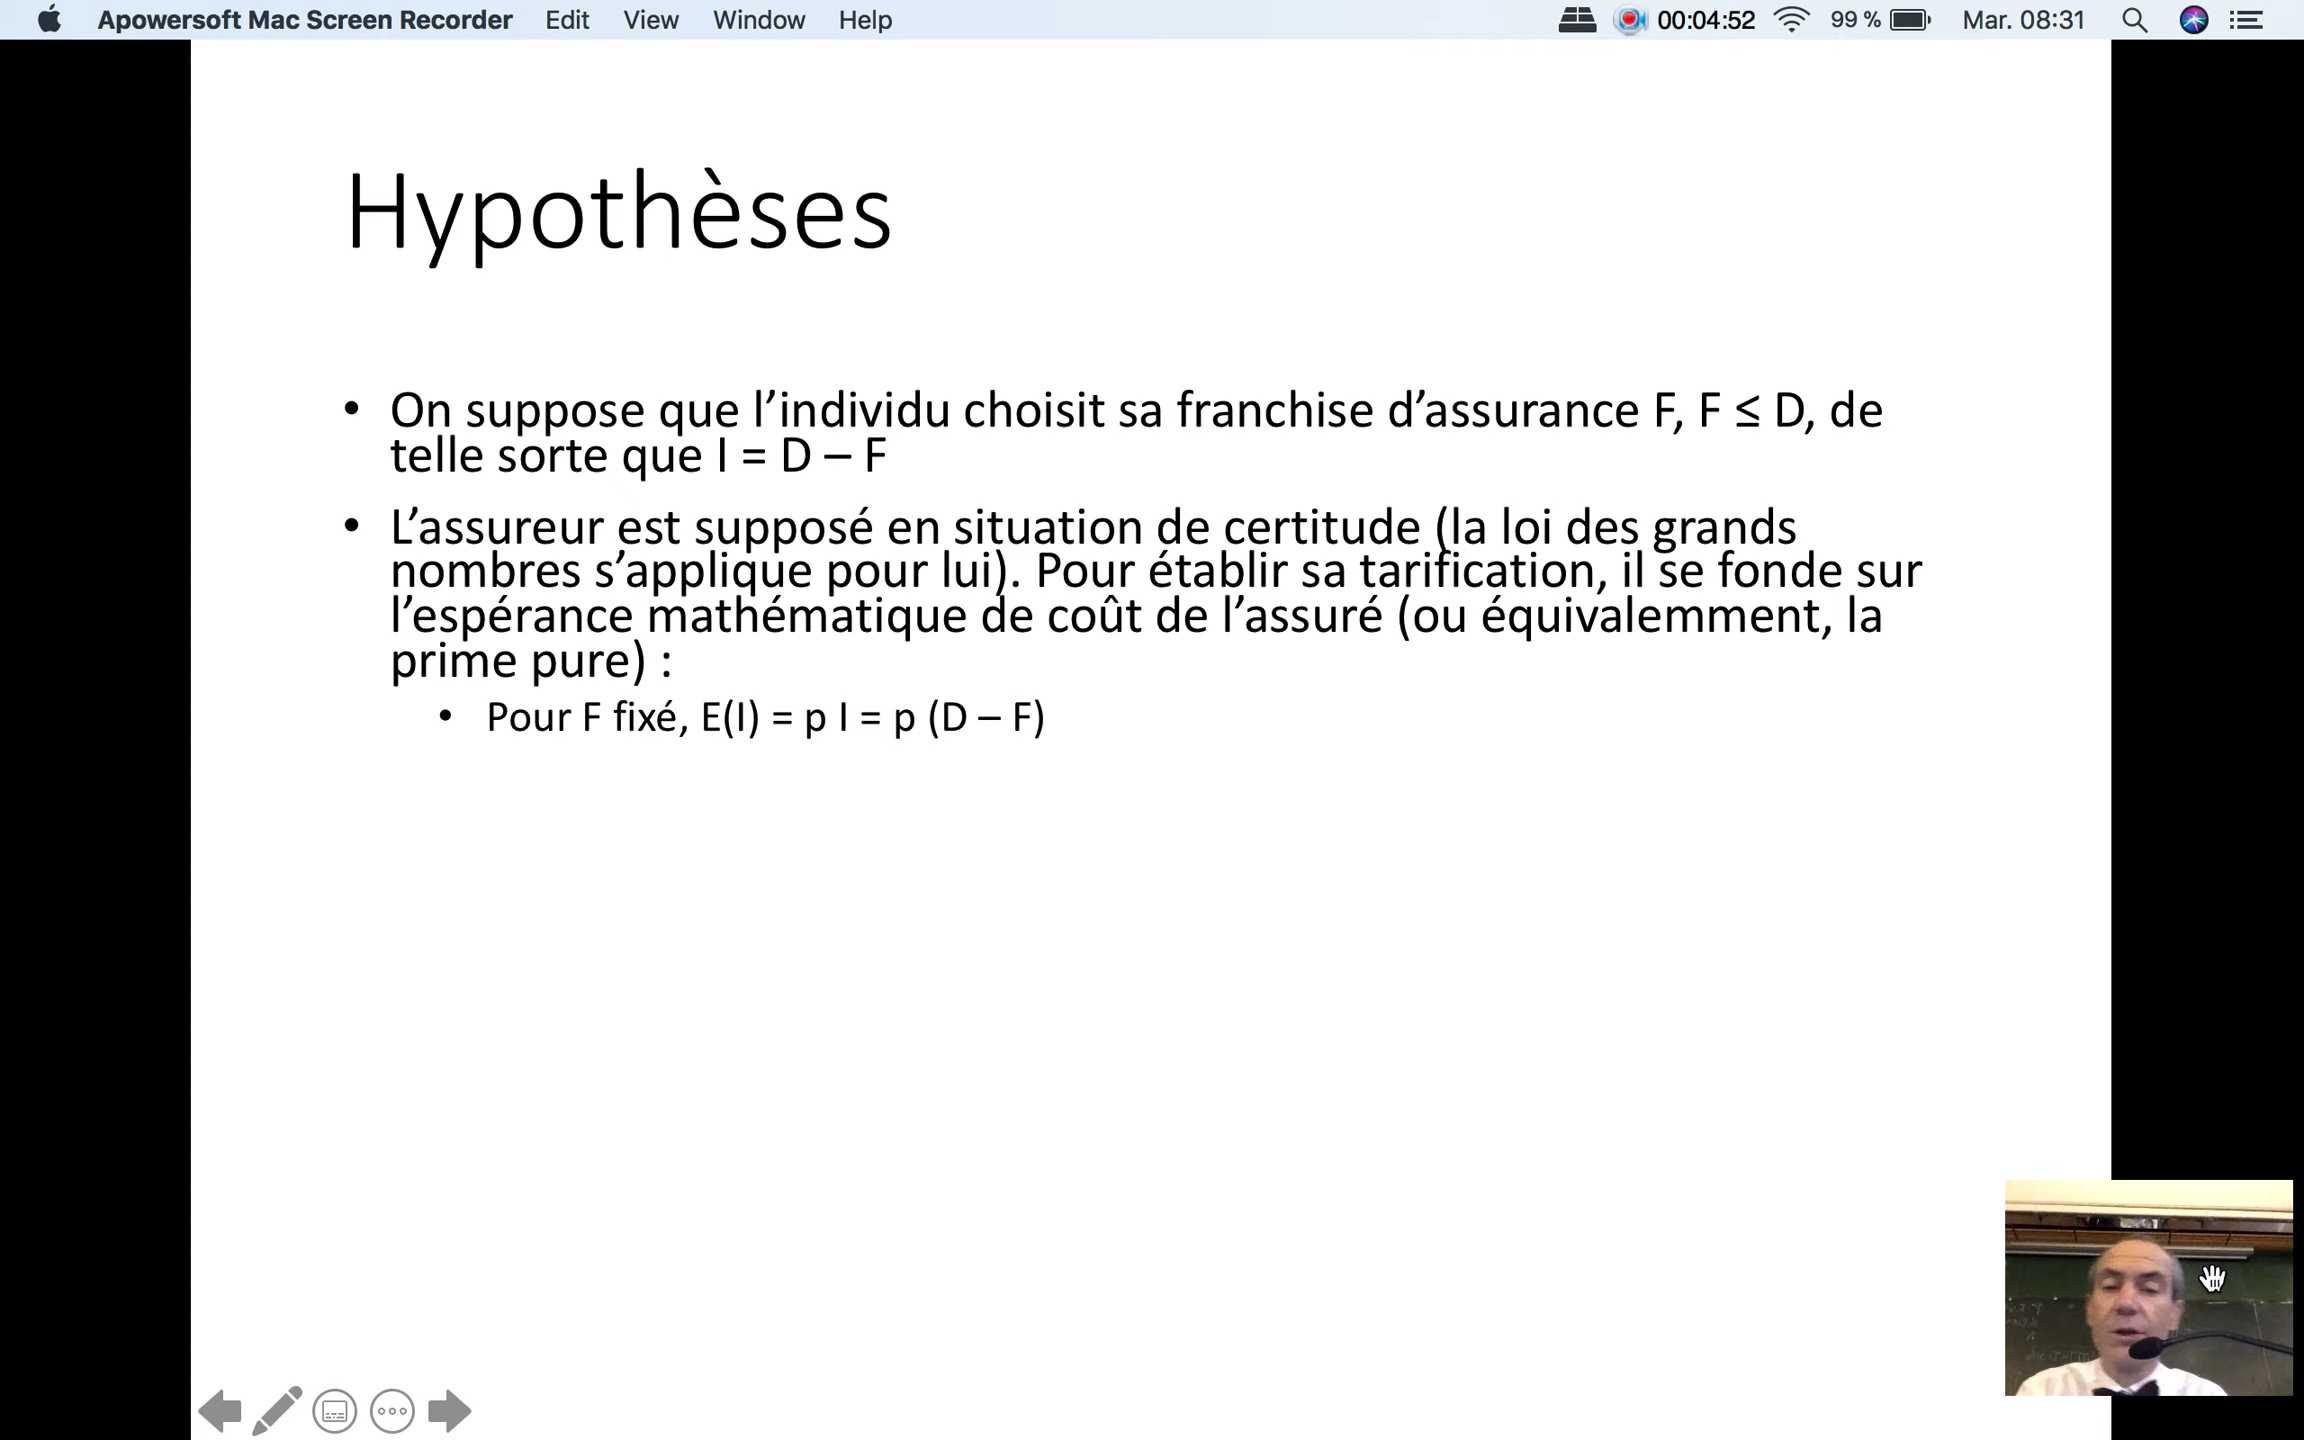 Apowersoft Mac Screen Recorder Edit View Window Help 00:04:52 99 % Mar. 08:31
Hypothèses
• On suppose que l’individu choisit sa franchise d’assurance F, F ≤ D, de
telle sorte que I = D – F
• L’assureur est supposé en situation de certitude (la loi des grands
nombres s’applique pour lui). Pour établir sa tarification, il se fonde sur
l’espérance mathématique de coût de l’assuré (ou équivalemment, la
prime pure) :
• Pour F fixé, E(I) = p I = p (D – F)